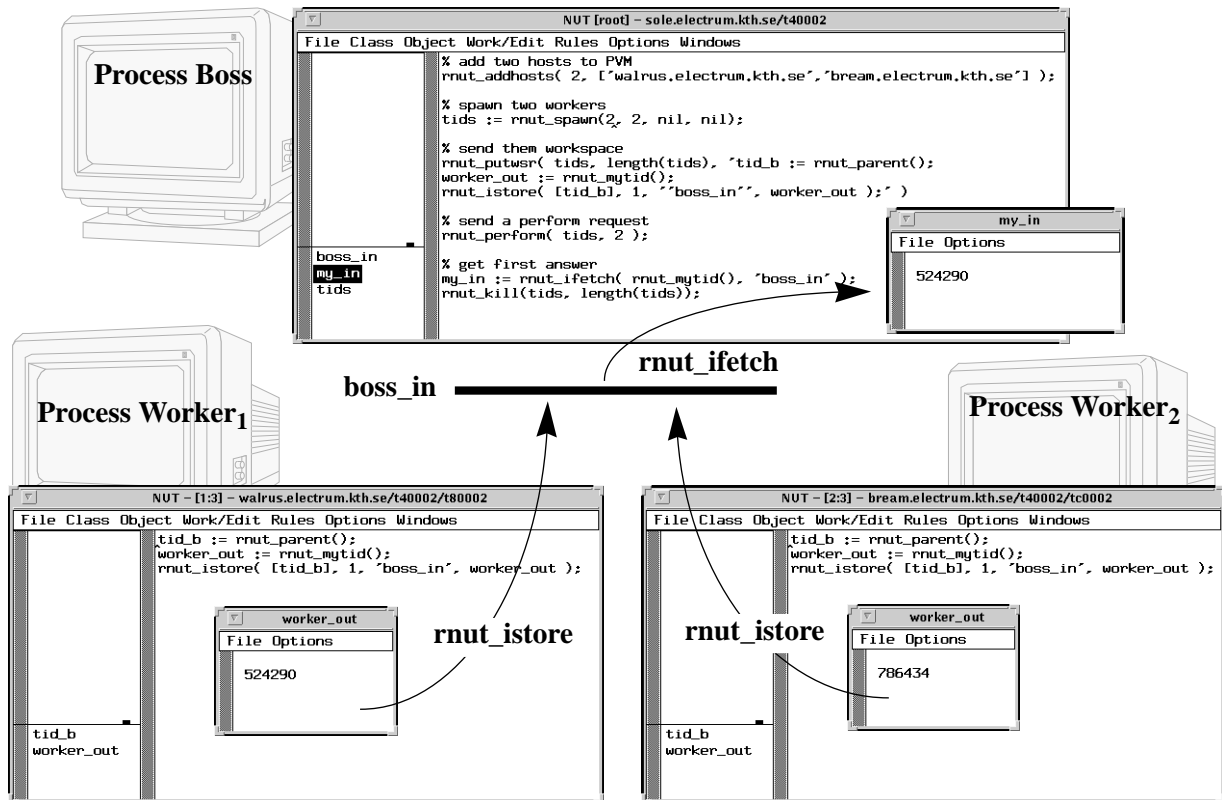 Process Boss
NUT [root] – sole.electrum.kth.se/t40002
File Class Object Work/Edit Rules Options Windows
% add two hosts to PVM
rnut_addhosts( 2, ['walrus.electrum.kth.se','bream.electrum.kth.se'] );
% spawn two workers
tids := rnut_spawn(2, 2, nil, nil);
% send them workspace
rnut_putwsr( tids, length(tids), 'tid_b := rnut_parent();
worker_out := rnut_mytid();
rnut_istore( [tid_b], 1, ''boss_in'', worker_out );' )
% send a perform request
rnut_perform( tids, 2 );
% get first answer
my_in := rnut_ifetch( rnut_mytid(), 'boss_in' );
rnut_kill(tids, length(tids));
boss_in
my_in
tids
my_in
File Options
524290
rnut_ifetch
boss_in
Process Worker1
Process Worker2
NUT – [1:3] – walrus.electrum.kth.se/t40002/t80002
File Class Object Work/Edit Rules Options Windows
tid_b := rnut_parent();
worker_out := rnut_mytid();
rnut_istore( [tid_b], 1, 'boss_in', worker_out );
worker_out
File Options
524290
rnut_istore
tid_b
worker_out
NUT – [2:3] – bream.electrum.kth.se/t40002/tc0002
File Class Object Work/Edit Rules Options Windows
tid_b := rnut_parent();
worker_out := rnut_mytid();
rnut_istore( [tid_b], 1, 'boss_in', worker_out );
rnut_istore
worker_out
File Options
786434
tid_b
worker_out